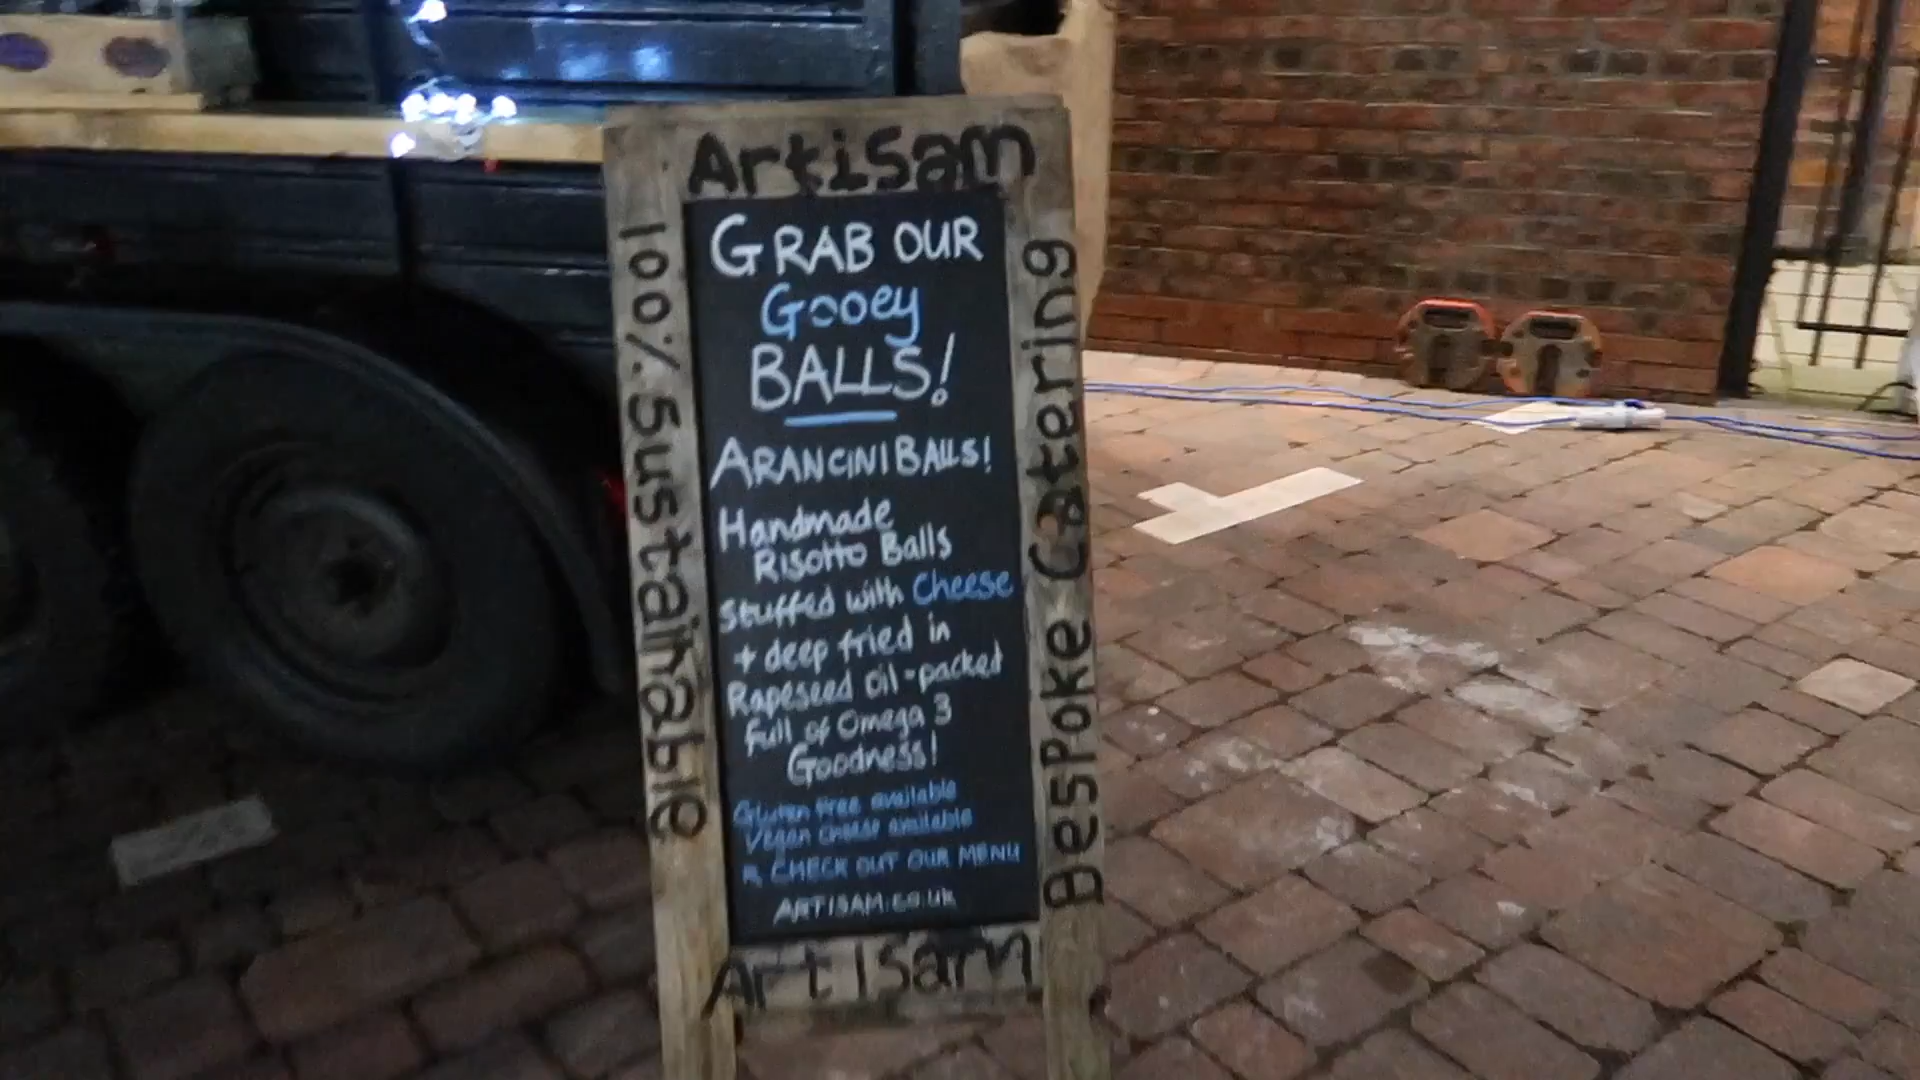 Artisam
100% Sustainable
GRAB OUR
Gooey
BALLS!
ARANCINI BALLS!
Handmade
Risotto Balls
Stuffed with Cheese
+ deep fried in
Rapeseed Oil - packed
full of Omega 3
Goodness!
Gluten free available
Vegan cheese available
CHECK OUT OUR MENU
ARTISAM.CO.UK
Bespoke Catering
Artisam